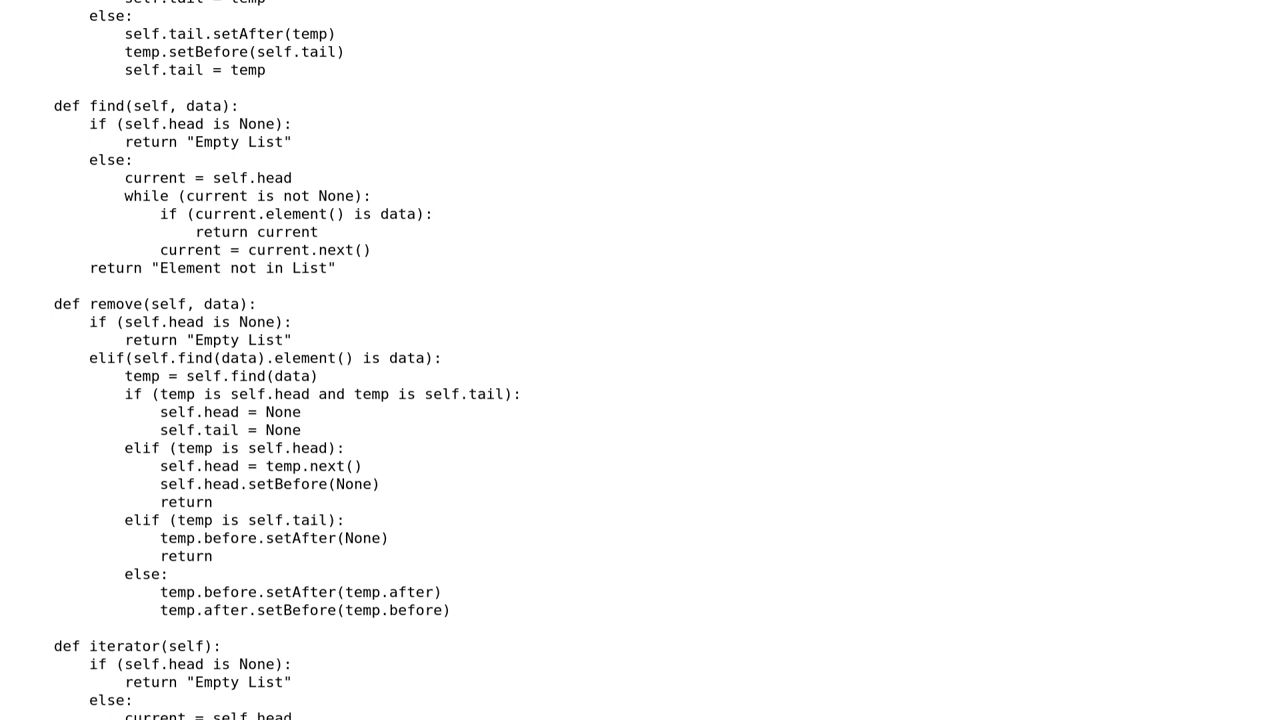 self.tail = temp
        else:
            self.tail.setAfter(temp)
            temp.setBefore(self.tail)
            self.tail = temp

    def find(self, data):
        if (self.head is None):
            return "Empty List"
        else:
            current = self.head
            while (current is not None):
                if (current.element() is data):
                    return current
                current = current.next()
        return "Element not in List"

    def remove(self, data):
        if (self.head is None):
            return "Empty List"
        elif(self.find(data).element() is data):
            temp = self.find(data)
            if (temp is self.head and temp is self.tail):
                self.head = None
                self.tail = None
            elif (temp is self.head):
                self.head = temp.next()
                self.head.setBefore(None)
                return
            elif (temp is self.tail):
                temp.before.setAfter(None)
                return
            else:
                temp.before.setAfter(temp.after)
                temp.after.setBefore(temp.before)

    def iterator(self):
        if (self.head is None):
            return "Empty List"
        else:
            current = self.head